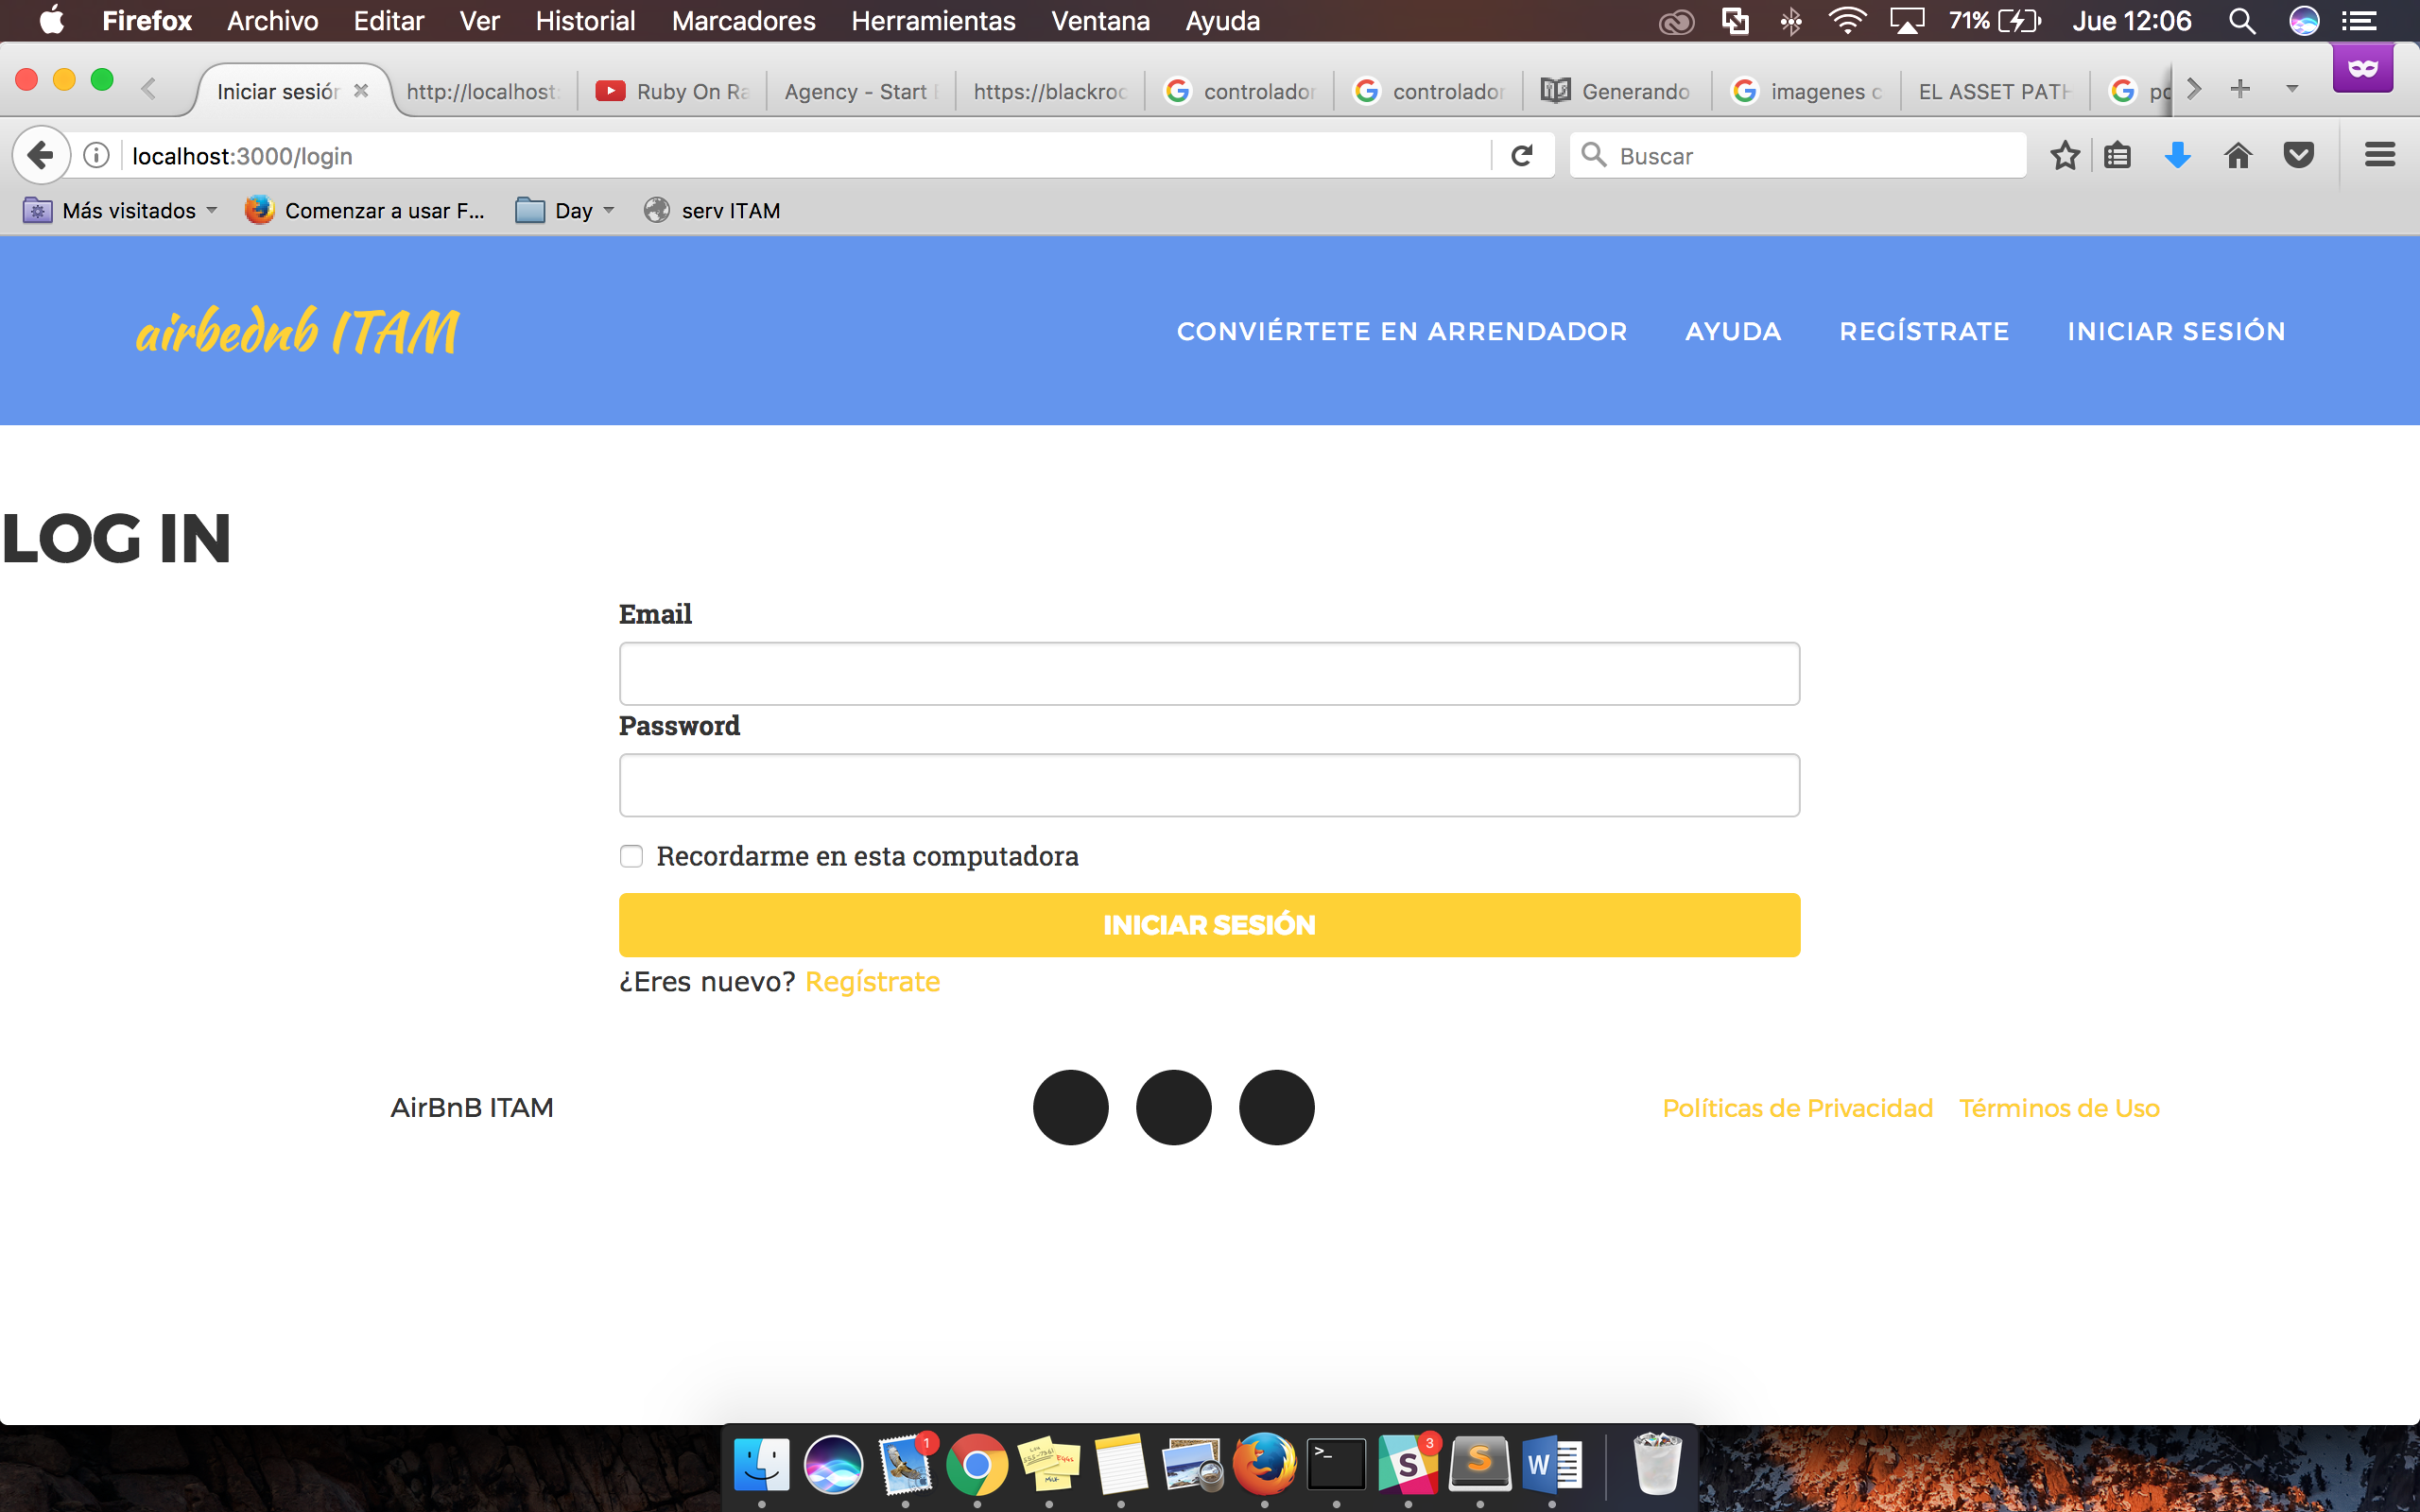 Firefox Archivo Editar Ver Historial Marcadores Herramientas Ventana Ayuda 71% Jue 12:06
Iniciar sesión http://localhost: Ruby On Ra Agency - Start https://blackroc controlador controlador Generando imagenes c EL ASSET PATH
localhost:3000/login Buscar
Más visitados Comenzar a usar F... Day serv ITAM
airbednb ITAM CONVIÉRTETE EN ARRENDADOR AYUDA REGÍSTRATE INICIAR SESIÓN
LOG IN
Email
Password
Recordarme en esta computadora
INICIAR SESIÓN
¿Eres nuevo? Regístrate
AirBnB ITAM Políticas de Privacidad Términos de Uso
1 3